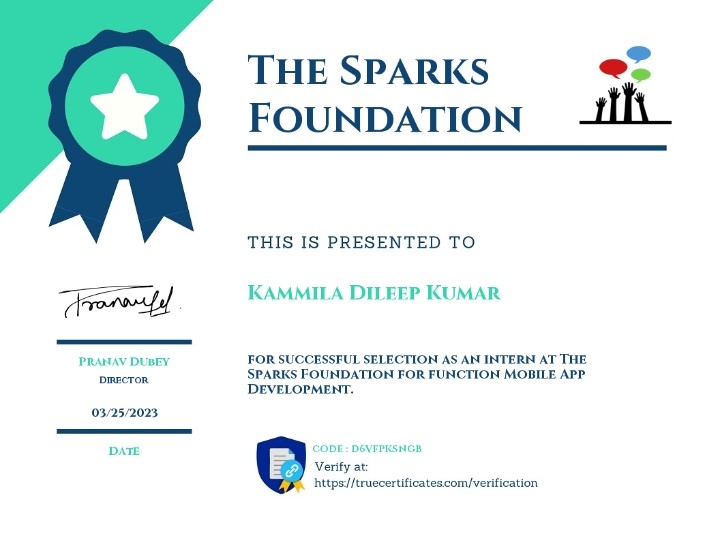 The Sparks
Foundation
THIS IS PRESENTED TO
Kammila Dileep Kumar
for successful selection as an intern at The
Sparks Foundation for function Mobile App
Development.
Pranav Dubey
Director
03/25/2023
Date
CODE : D6VFPKSNGB
Verify at:
https://truecertificates.com/verification